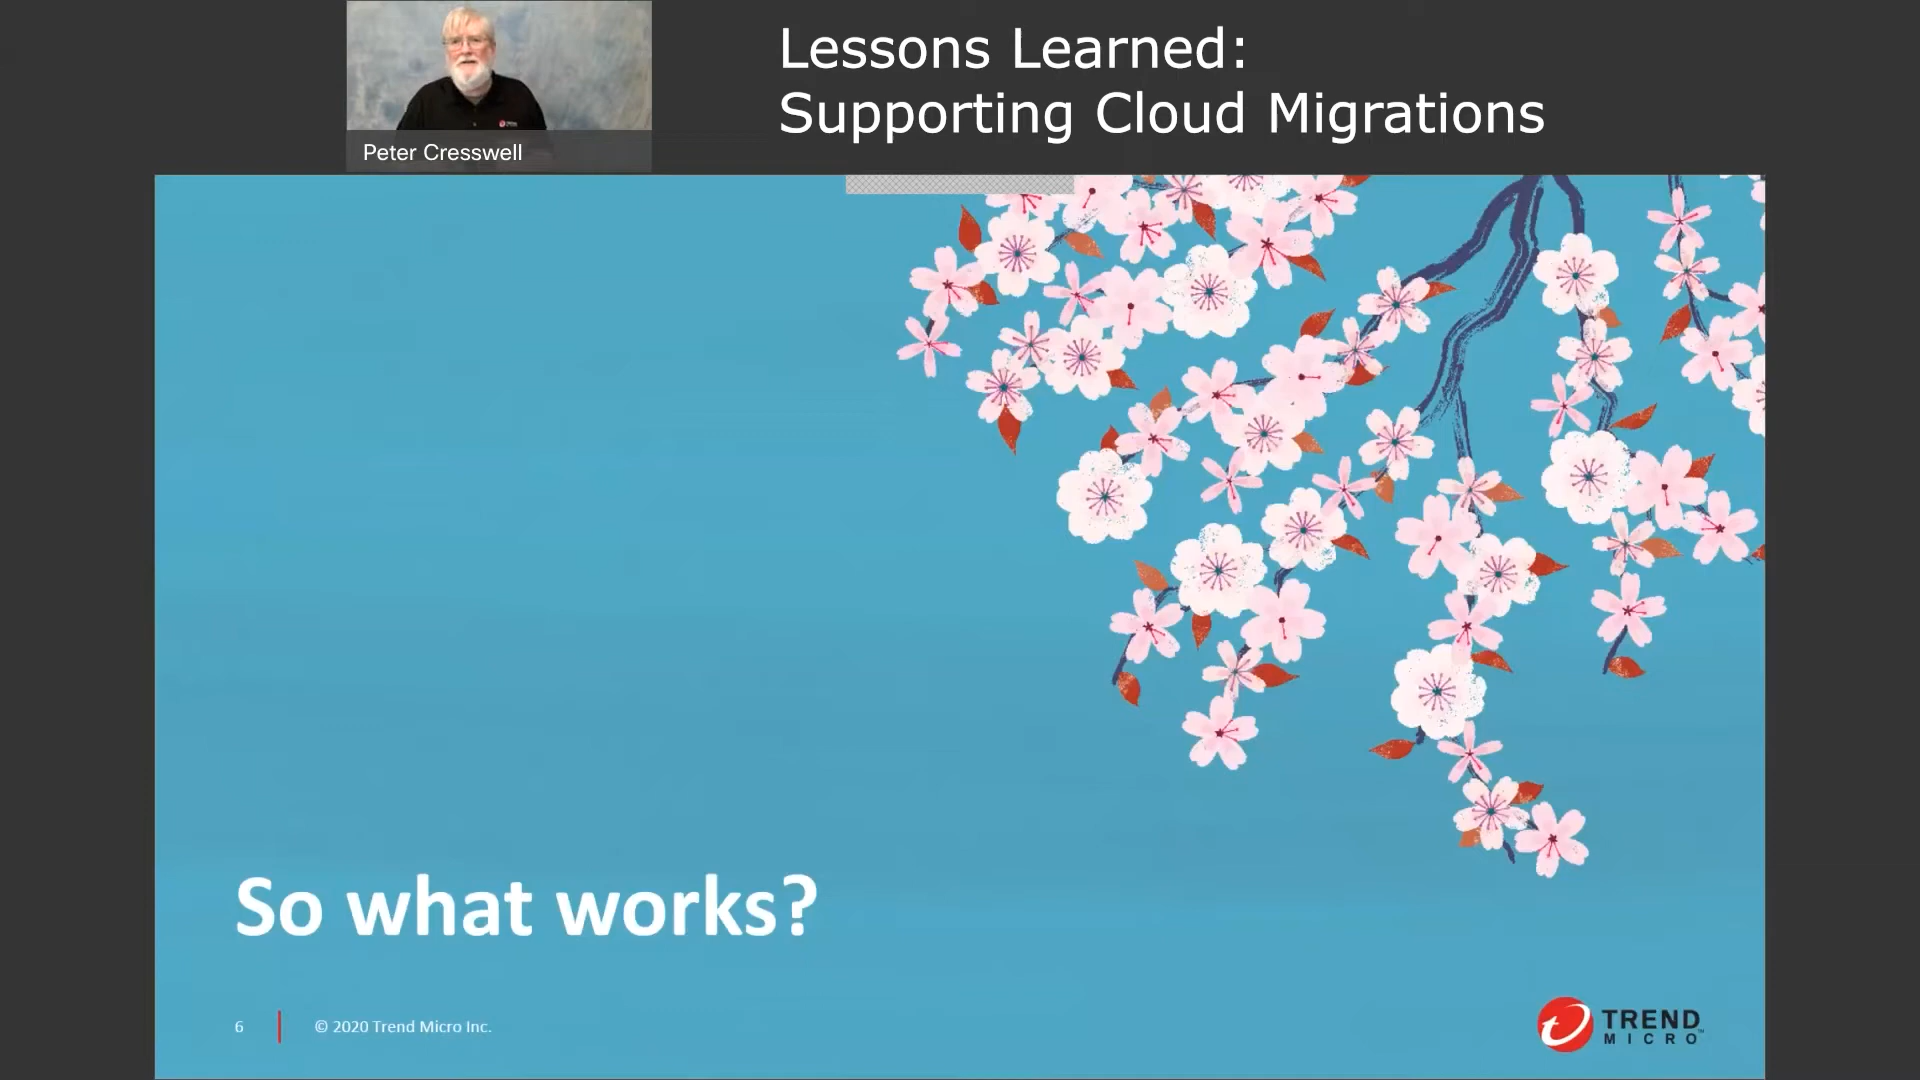 Lessons Learned:
Supporting Cloud Migrations
Peter Cresswell
So what works?
6
© 2020 Trend Micro Inc.
TREND
MICRO